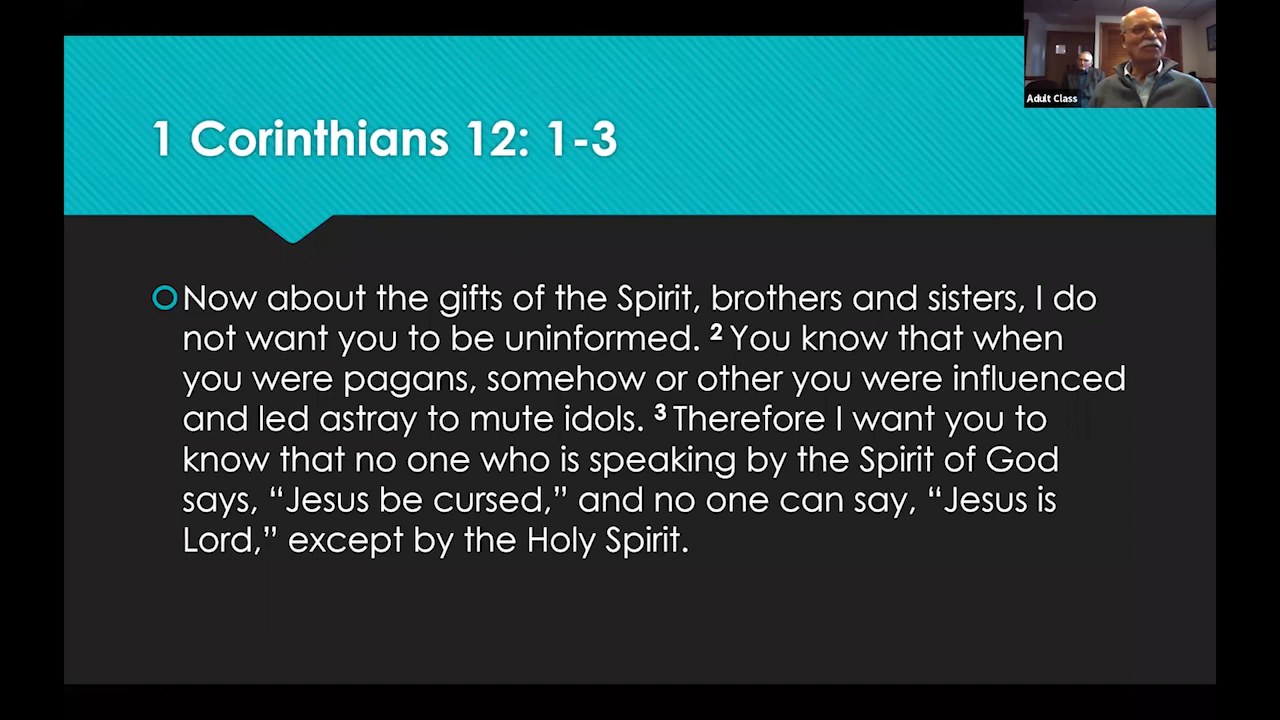 Adult Class
1 Corinthians 12: 1-3
Now about the gifts of the Spirit, brothers and sisters, I do
not want you to be uninformed. ² You know that when
you were pagans, somehow or other you were influenced
and led astray to mute idols. ³ Therefore I want you to
know that no one who is speaking by the Spirit of God
says, “Jesus be cursed,” and no one can say, “Jesus is
Lord,” except by the Holy Spirit.